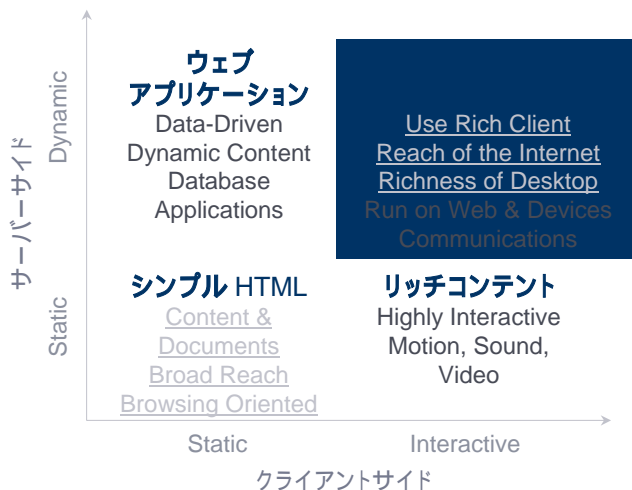 サーバーサイド
Dynamic
Static
ウェブ
アプリケーション
Data-Driven
Dynamic Content
Database
Applications
Use Rich Client
Reach of the Internet
Richness of Desktop
Run on Web & Devices
Communications
シンプル HTML
Content &
Documents
Broad Reach
Browsing Oriented
リッチコンテント
Highly Interactive
Motion, Sound,
Video
Static
Interactive
クライアントサイド